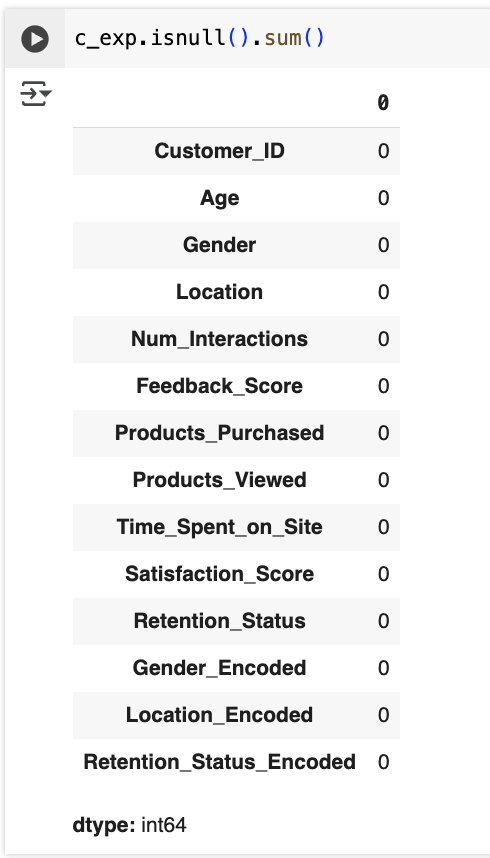 c_exp.isnull().sum()
0
Customer_ID 0
Age 0
Gender 0
Location 0
Num_Interactions 0
Feedback_Score 0
Products_Purchased 0
Products_Viewed 0
Time_Spent_on_Site 0
Satisfaction_Score 0
Retention_Status 0
Gender_Encoded 0
Location_Encoded 0
Retention_Status_Encoded 0
dtype: int64